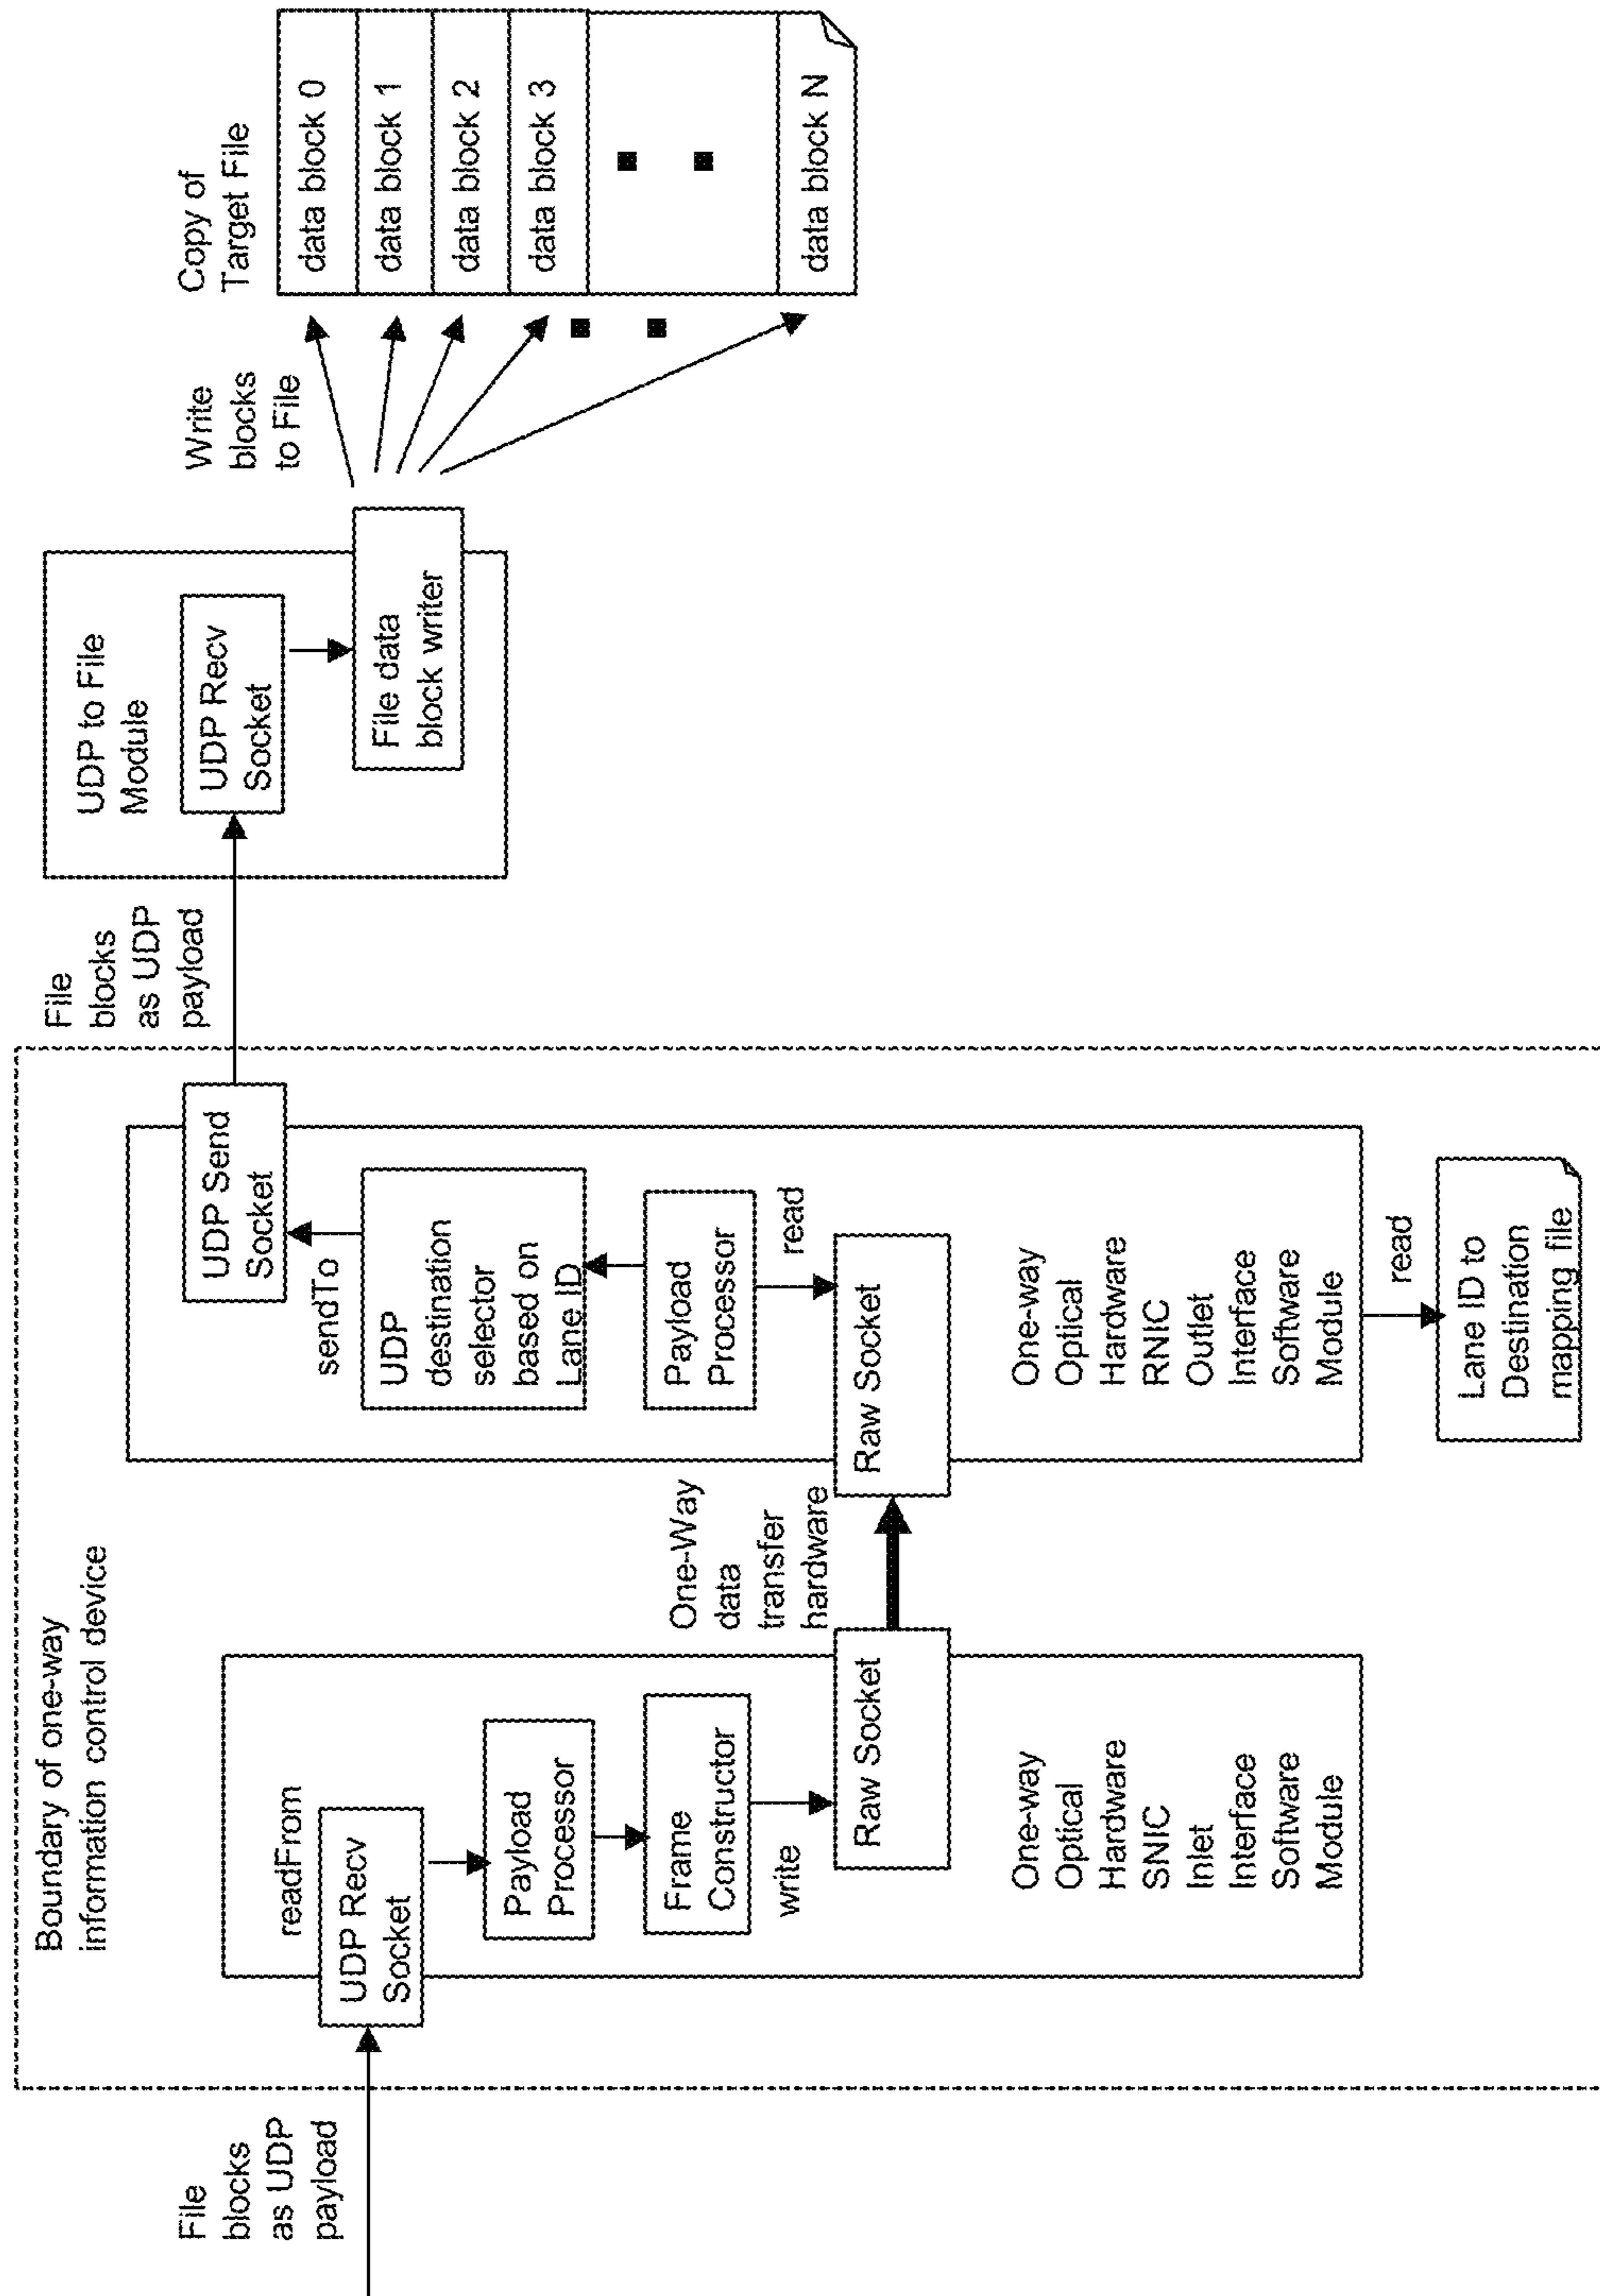 File
blocks
as UDP
payload
Boundary of one-way
information control device
readFrom
UDP Recv
Socket
Payload
Processor
Frame
Constructor
write
Raw Socket
One-way
Optical
Hardware
SNIC
Inlet
Interface
Software
Module
One-Way
data
transfer
hardware
UDP Send
Socket
sendTo
UDP
destination
selector
based on
Lane ID
Payload
Processor
read
Raw Socket
One-way
Optical
Hardware
RNIC
Outlet
Interface
Software
Module
read
Lane ID to
Destination
mapping file
File
blocks
as UDP
payload
UDP to File
Module
UDP Recv
Socket
File data
block writer
Write
blocks
to File
Copy of
Target File
data block 0
data block 1
data block 2
data block 3
data block N